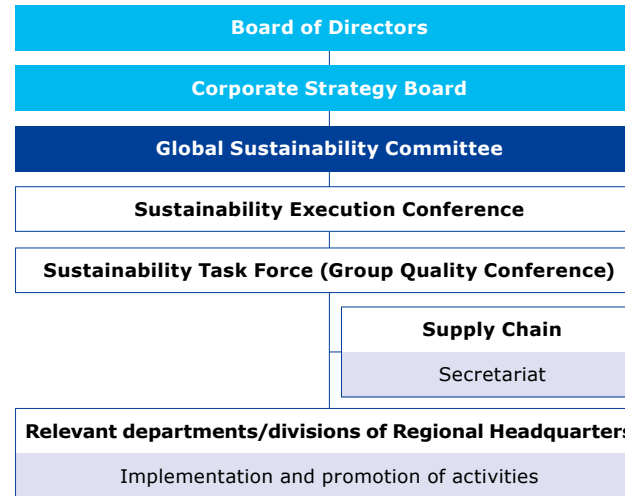 Board of Directors
Corporate Strategy Board
Global Sustainability Committee
Sustainability Execution Conference
Sustainability Task Force (Group Quality Conference)
Supply Chain
Secretariat
Relevant departments/divisions of Regional Headquarters
Implementation and promotion of activities